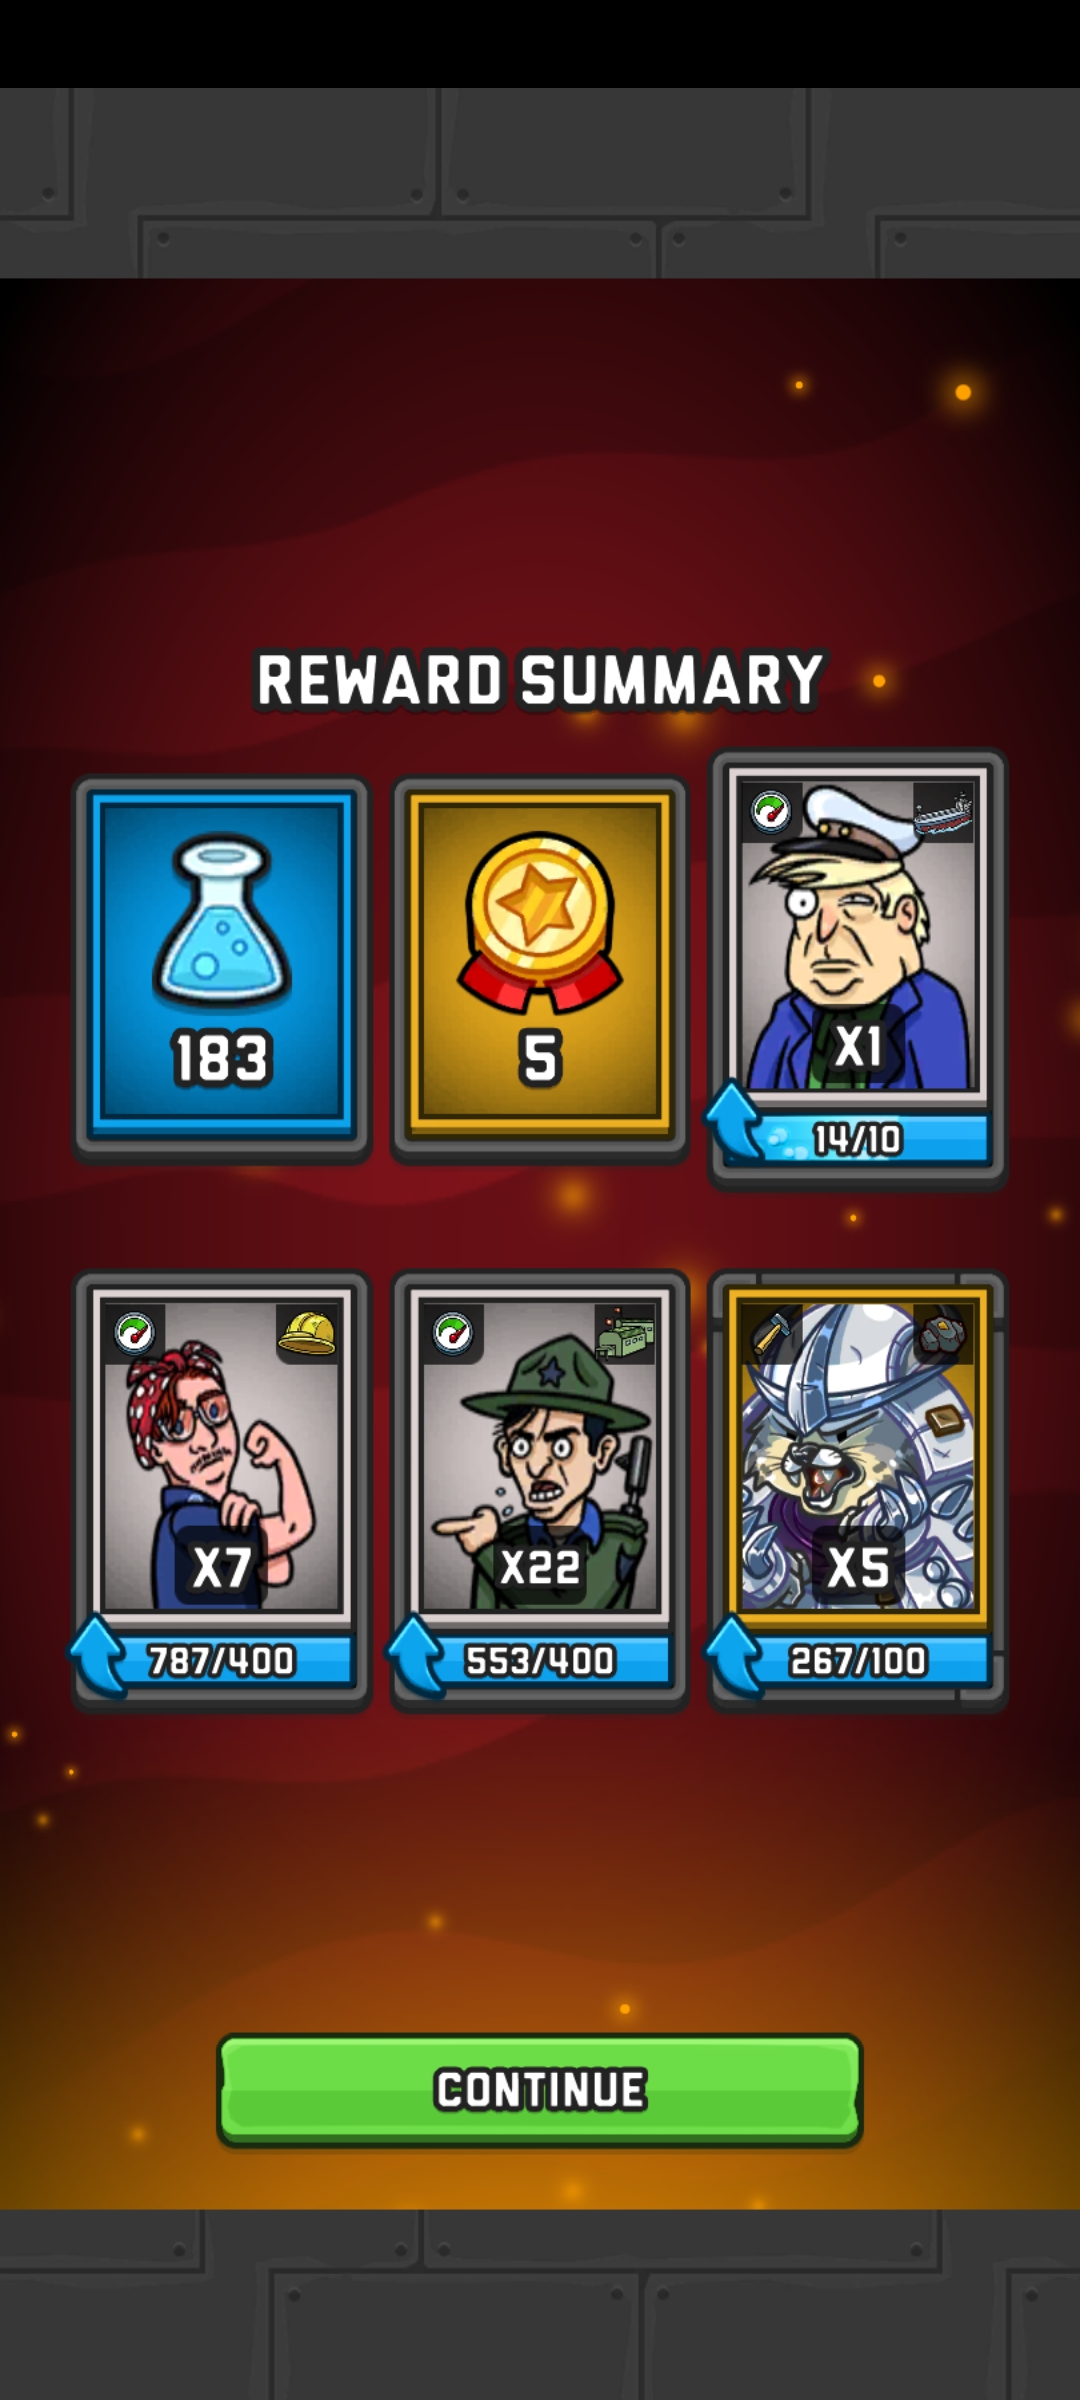 REWARD SUMMARY
183
5
X1
14/10
X7
X22
X5
787/400
553/400
267/100
CONTINUE